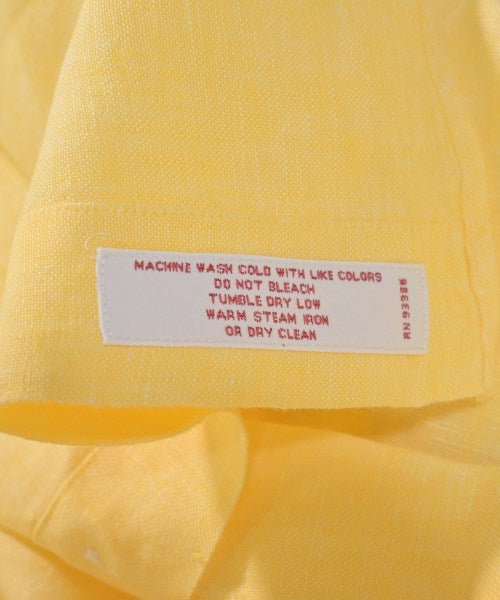 MACHINE WASH COLD WITH LIKE COLORS
DO NOT BLEACH
TUMBLE DRY LOW
WARM STEAM IRON
OR DRY CLEAN
RN 93986